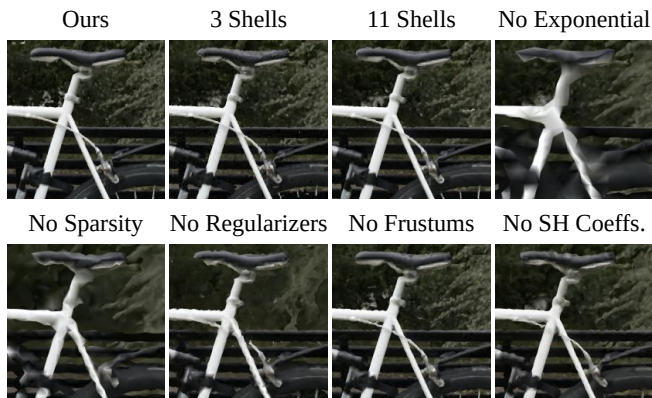 Ours 3 Shells 11 Shells No Exponential
No Sparsity No Regularizers No Frustums No SH Coeffs.